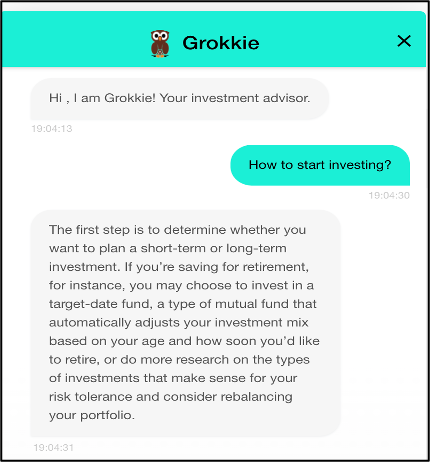 Grokkie
Hi , I am Grokkie! Your investment advisor.
19:04:13
How to start investing?
19:04:30
The first step is to determine whether you
want to plan a short-term or long-term
investment. If you’re saving for retirement,
for instance, you may choose to invest in a
target-date fund, a type of mutual fund that
automatically adjusts your investment mix
based on your age and how soon you’d like
to retire, or do more research on the types
of investments that make sense for your
risk tolerance and consider rebalancing
your portfolio.
19:04:31